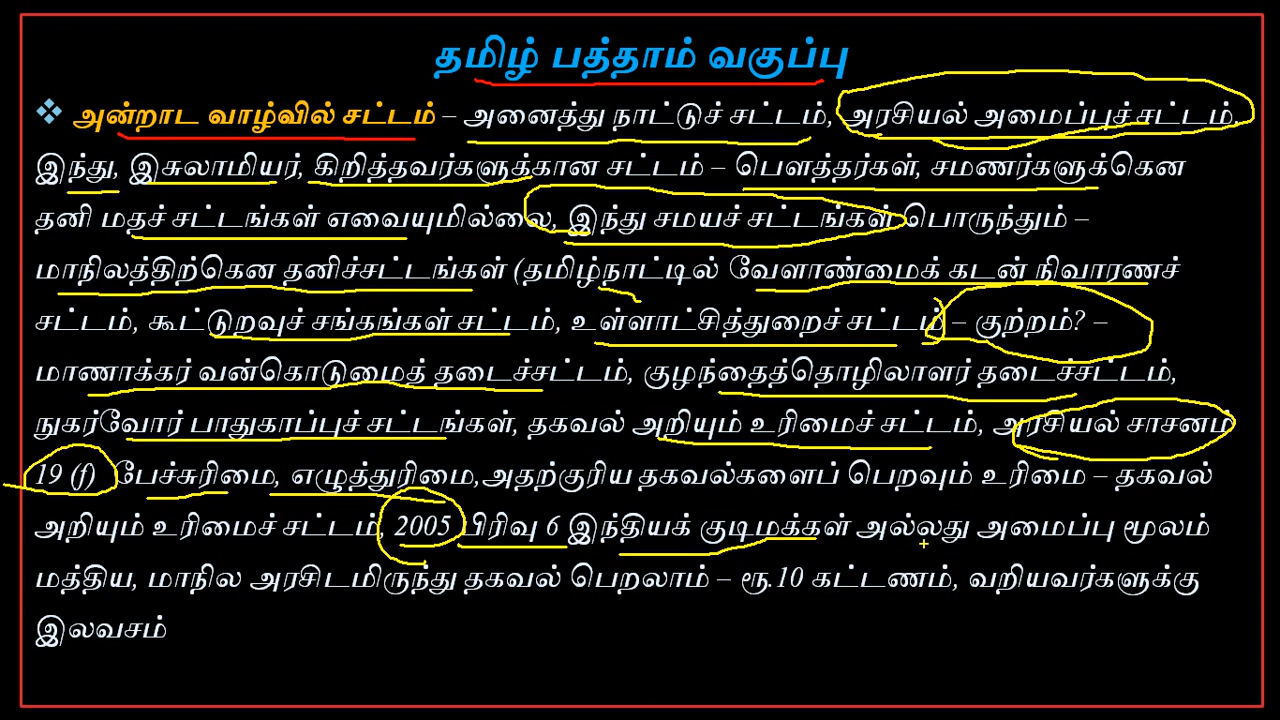 தமிழ் பத்தாம் வகுப்பு
❖ அன்றாட வாழ்வில் சட்டம் – அனைத்து நாட்டுச் சட்டம், அரசியல் அமைப்புச்சட்டம்,
இந்து, இசுலாமியர், கிறித்தவர்களுக்கான சட்டம் – பௌத்தர்கள், சமணர்களுக்கென
தனி மதச்சட்டங்கள் எவையுமில்லை, இந்து சமயச் சட்டங்கள் பொருந்தும் –
மாநிலத்திற்கென தனிச்சட்டங்கள் (தமிழ்நாட்டில் வேளாண்மைக் கடன் நிவாரணச்
சட்டம், கூட்டுறவுச் சங்கங்கள் சட்டம், உள்ளாட்சித்துறைச் சட்டம்) – குற்றம்? –
மாணாக்கர் வன்கொடுமைத் தடைச்சட்டம், குழந்தைத்தொழிலாளர் தடைச்சட்டம்,
நுகர்வோர் பாதுகாப்புச் சட்டங்கள், தகவல் அறியும் உரிமைச் சட்டம், அரசியல் சாசனம்
19 (f) பேச்சுரிமை, எழுத்துரிமை,அதற்குரிய தகவல்களைப் பெறவும் உரிமை – தகவல்
அறியும் உரிமைச் சட்டம், 2005 பிரிவு 6 இந்தியக் குடிமக்கள் அல்லது அமைப்பு மூலம்
மத்திய, மாநில அரசிடமிருந்து தகவல் பெறலாம் – ரூ.10 கட்டணம், வறியவர்களுக்கு
இலவசம்